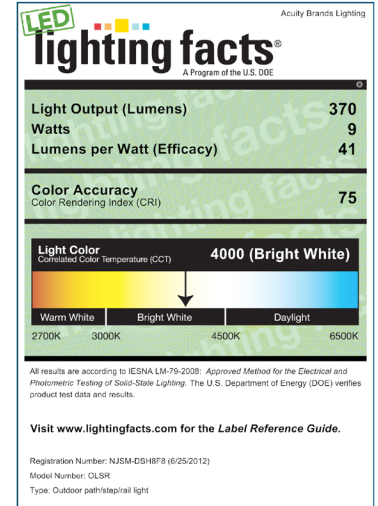 Acuity Brands Lighting
LED
lighting facts®
A Program of the U.S. DOE
Light Output (Lumens) 370
Watts 9
Lumens per Watt (Efficacy) 41
Color Accuracy
Color Rendering Index (CRI) 75
Light Color
Correlated Color Temperature (CCT) 4000 (Bright White)
Warm White Bright White Daylight
2700K 3000K 4500K 6500K
All results are according to IESNA LM-79-2008: Approved Method for the Electrical and
Photometric Testing of Solid-State Lighting. The U.S. Department of Energy (DOE) verifies
product test data and results.
Visit www.lightingfacts.com for the Label Reference Guide.
Registration Number: NJSM-DSH8F8 (6/25/2012)
Model Number: OLSR
Type: Outdoor path/step/rail light